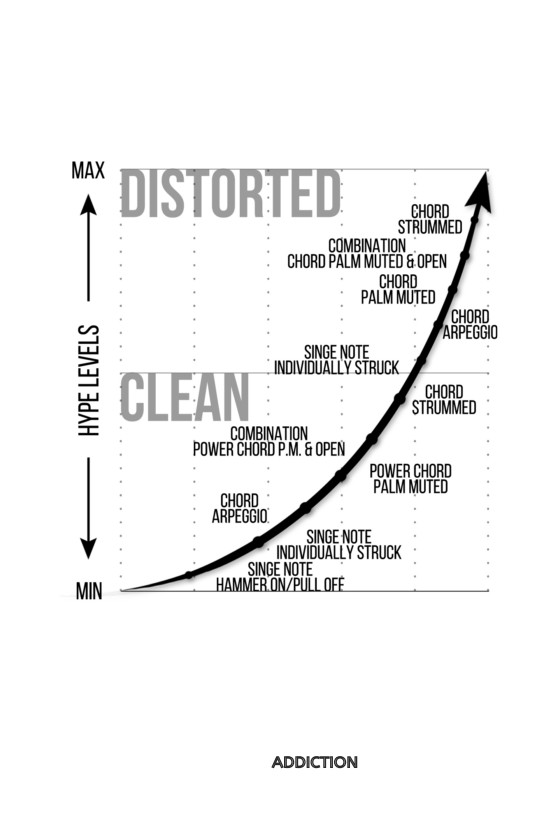 MAX
DISTORTED
CHORD
STRUMMED
COMBINATION
CHORD PALM MUTED & OPEN
CHORD
PALM MUTED
CHORD
ARPEGGIO
SINGE NOTE
INDIVIDUALLY STRUCK
HYPE LEVELS
CLEAN
CHORD
STRUMMED
COMBINATION
POWER CHORD P.M. & OPEN
POWER CHORD
PALM MUTED
CHORD
ARPEGGIO
SINGE NOTE
INDIVIDUALLY STRUCK
SINGE NOTE
HAMMER ON/PULL OFF
MIN
ADDICTION